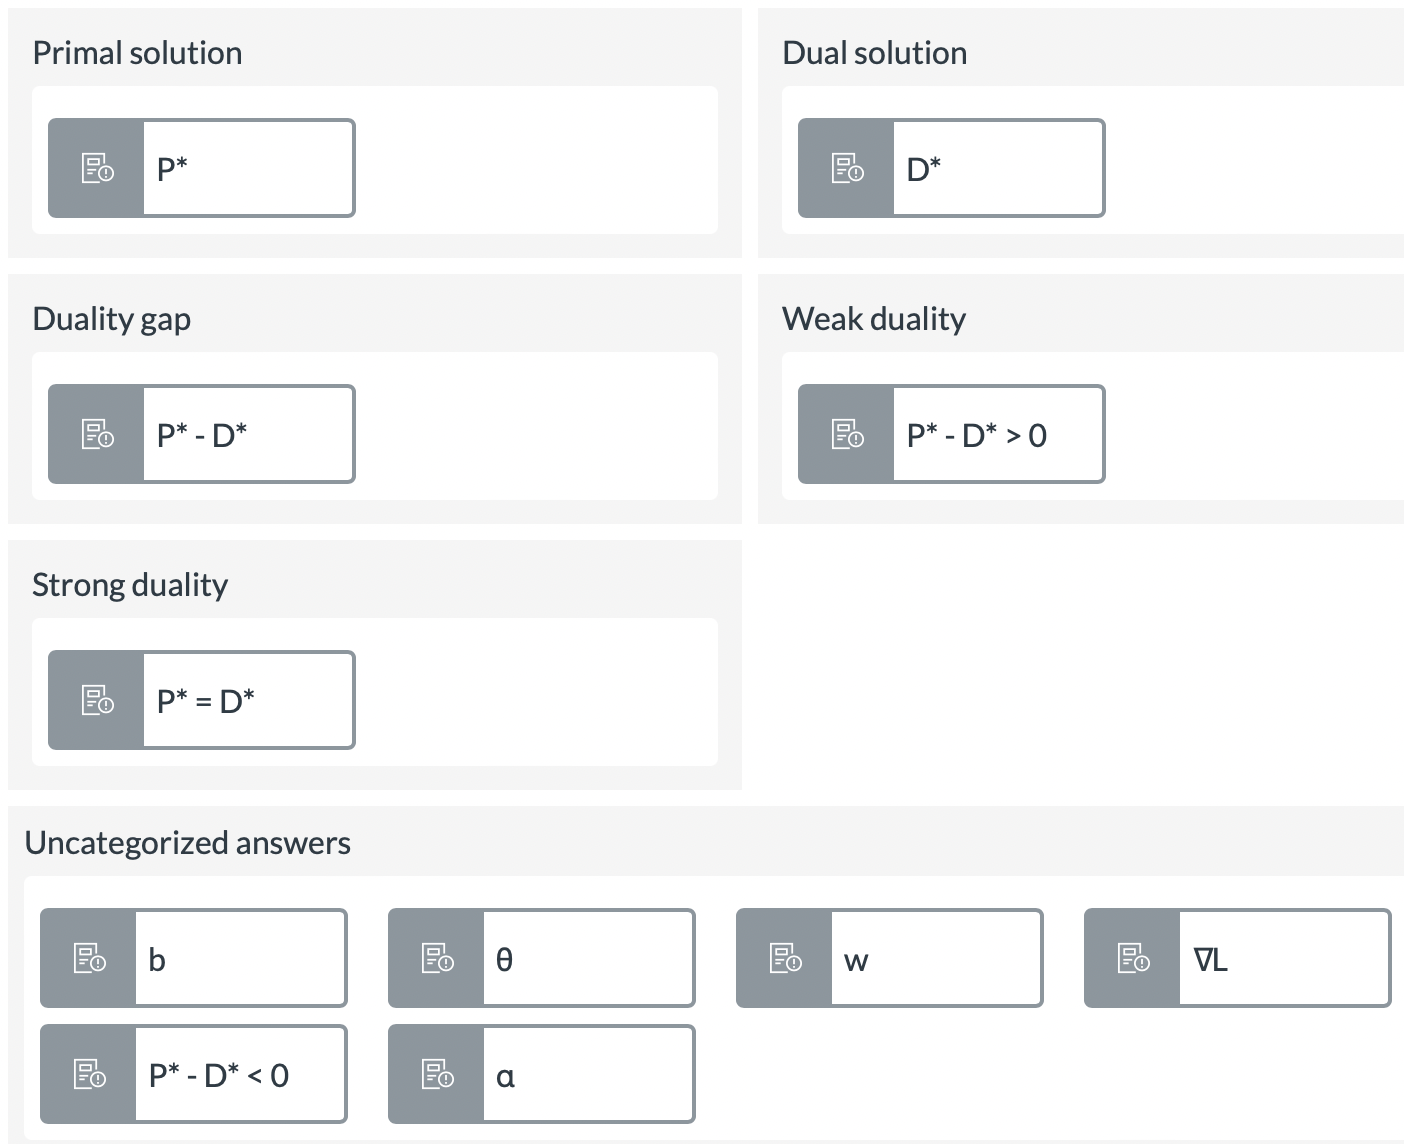 Primal solution
P*
Dual solution
D*
Duality gap
P* - D*
Weak duality
P* - D* > 0
Strong duality
P* = D*
Uncategorized answers
b
θ
w
∇L
P* - D* < 0
α